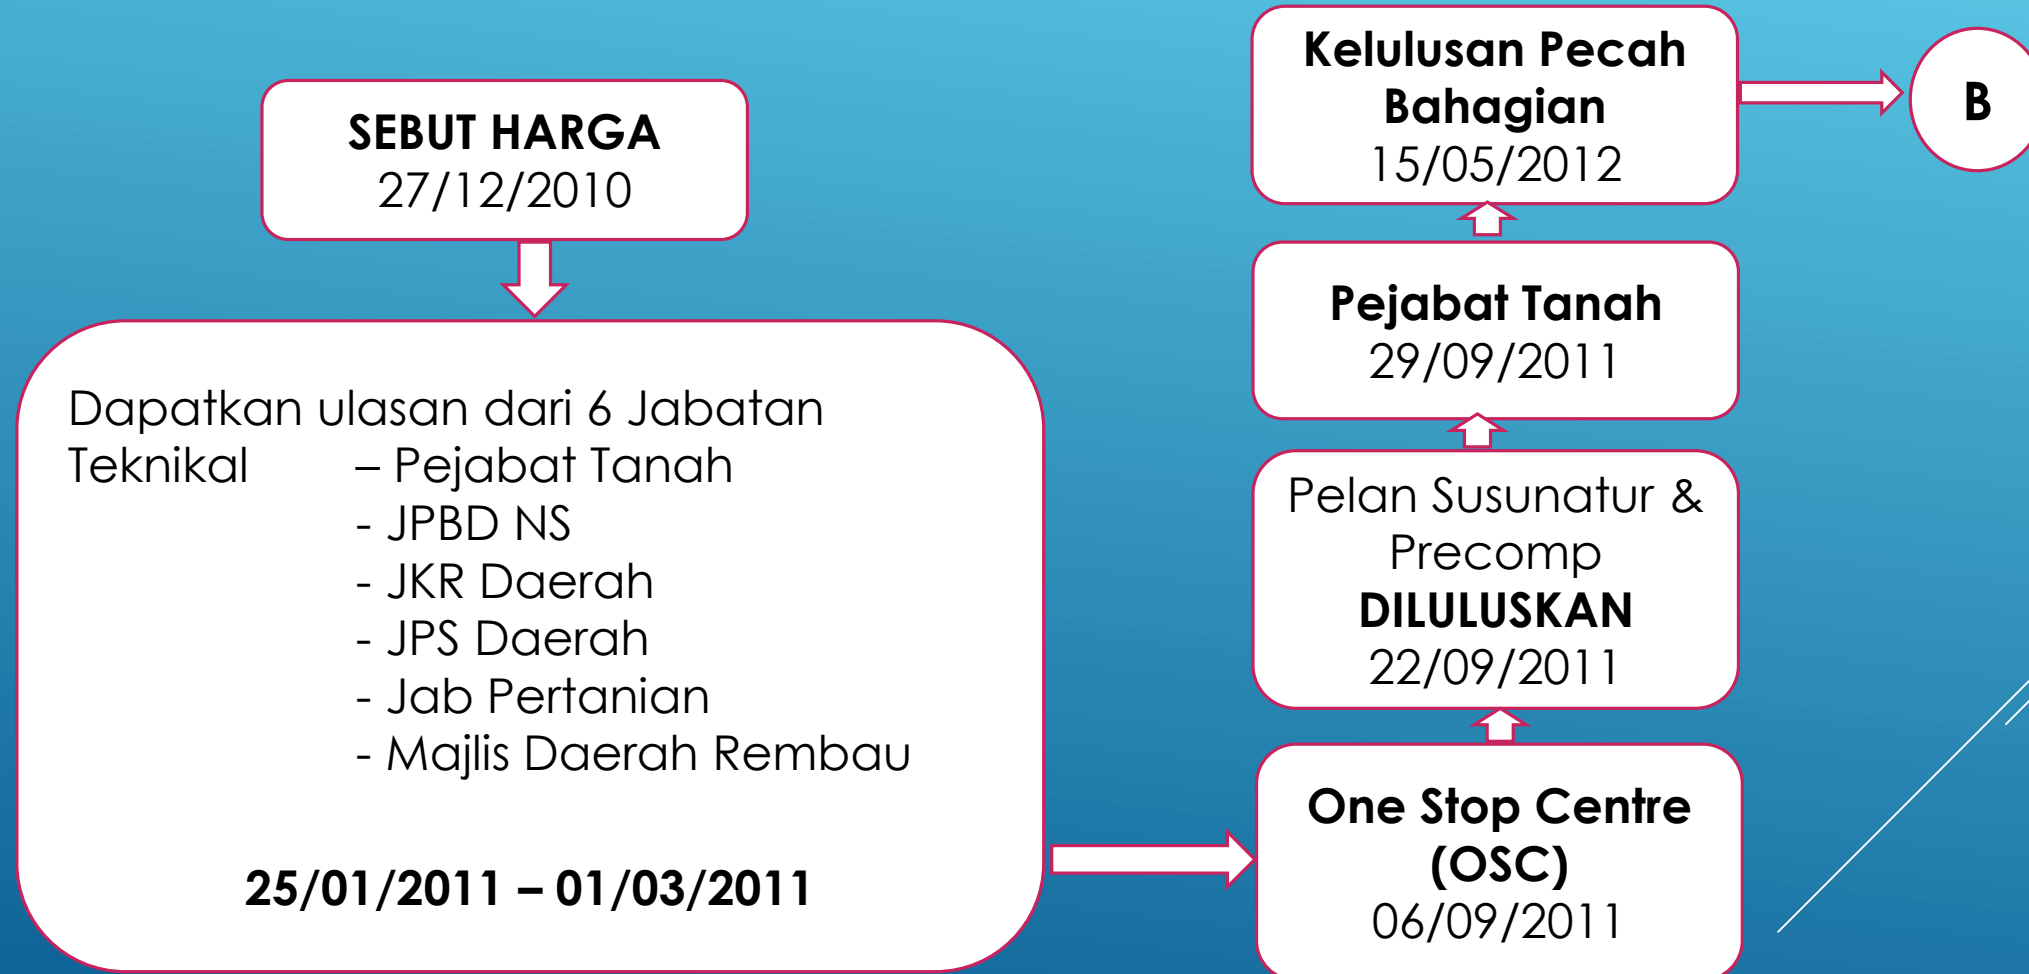 SEBUT HARGA
27/12/2010
Dapatkan ulasan dari 6 Jabatan
Teknikal – Pejabat Tanah
- JPBD NS
- JKR Daerah
- JPS Daerah
- Jab Pertanian
- Majlis Daerah Rembau
25/01/2011 – 01/03/2011
One Stop Centre
(OSC)
06/09/2011
Pelan Susunatur &
Precomp
DILULUSKAN
22/09/2011
Pejabat Tanah
29/09/2011
Kelulusan Pecah
Bahagian
15/05/2012
B